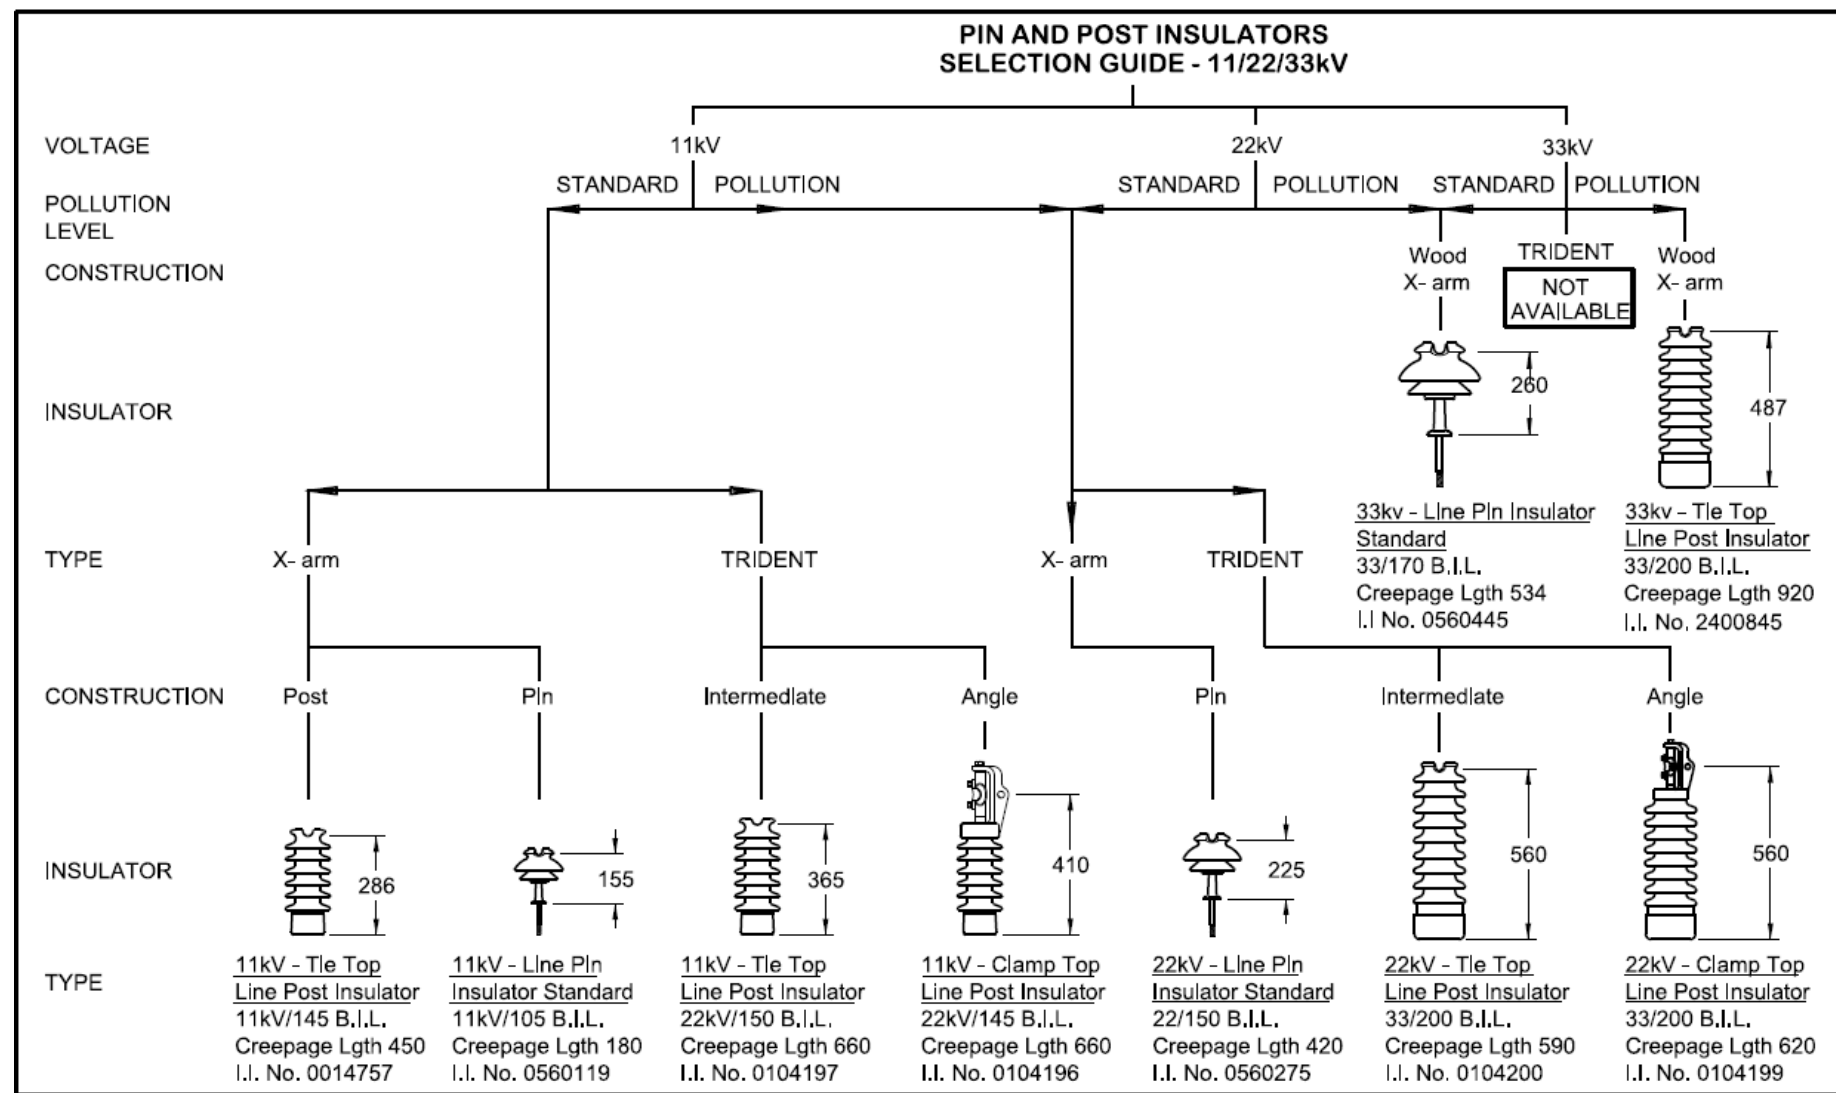 PIN AND POST INSULATORS
SELECTION GUIDE - 11/22/33kV
VOLTAGE
11kV
22kV
33kV
POLLUTION
LEVEL
STANDARD
POLLUTION
STANDARD
POLLUTION
STANDARD
POLLUTION
CONSTRUCTION
Wood
X- arm
TRIDENT
NOT
AVAILABLE
Wood
X- arm
INSULATOR
260
487
33kv - Line Pin Insulator
Standard
33/170 B.I.L.
Creepage Lgth 534
I.I No. 0560445
33kv - Tie Top
Line Post Insulator
33/200 B.I.L.
Creepage Lgth 920
I.I. No. 2400845
TYPE
X- arm
TRIDENT
X- arm
TRIDENT
CONSTRUCTION
Post
Pin
Intermediate
Angle
Pin
Intermediate
Angle
INSULATOR
286
155
365
410
225
560
560
TYPE
11kV - Tie Top
Line Post Insulator
11kV/145 B.I.L.
Creepage Lgth 450
I.I. No. 0014757
11kV - Line Pin
Insulator Standard
11kV/105 B.I.L.
Creepage Lgth 180
I.I. No. 0560119
11kV - Tie Top
Line Post Insulator
22kV/150 B.I.L.
Creepage Lgth 660
I.I. No. 0104197
11kV - Clamp Top
Line Post Insulator
22kV/145 B.I.L.
Creepage Lgth 660
I.I. No. 0104196
22kV - Line Pin
Insulator Standard
22/150 B.I.L.
Creepage Lgth 420
I.I. No. 0560275
22kV - Tie Top
Line Post Insulator
33/200 B.I.L.
Creepage Lgth 590
I.I. No. 0104200
22kV - Clamp Top
Line Post Insulator
33/200 B.I.L.
Creepage Lgth 620
I.I. No. 0104199